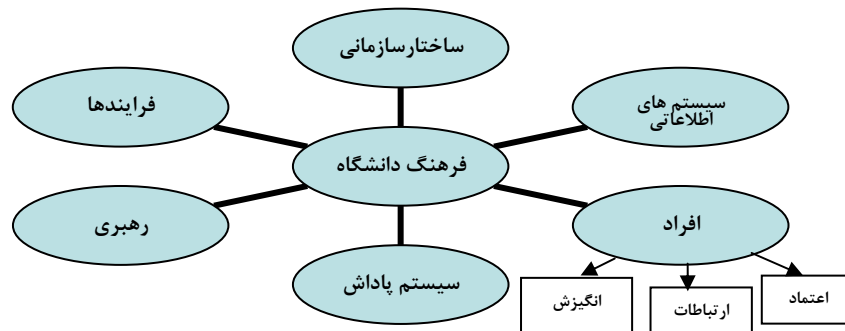 ساختارسازمانی
سیستم های
اطلاعاتی
فرایندها
فرهنگ دانشگاه
افراد
رهبری
سیستم پاداش
اعتماد
ارتباطات
انگیزش